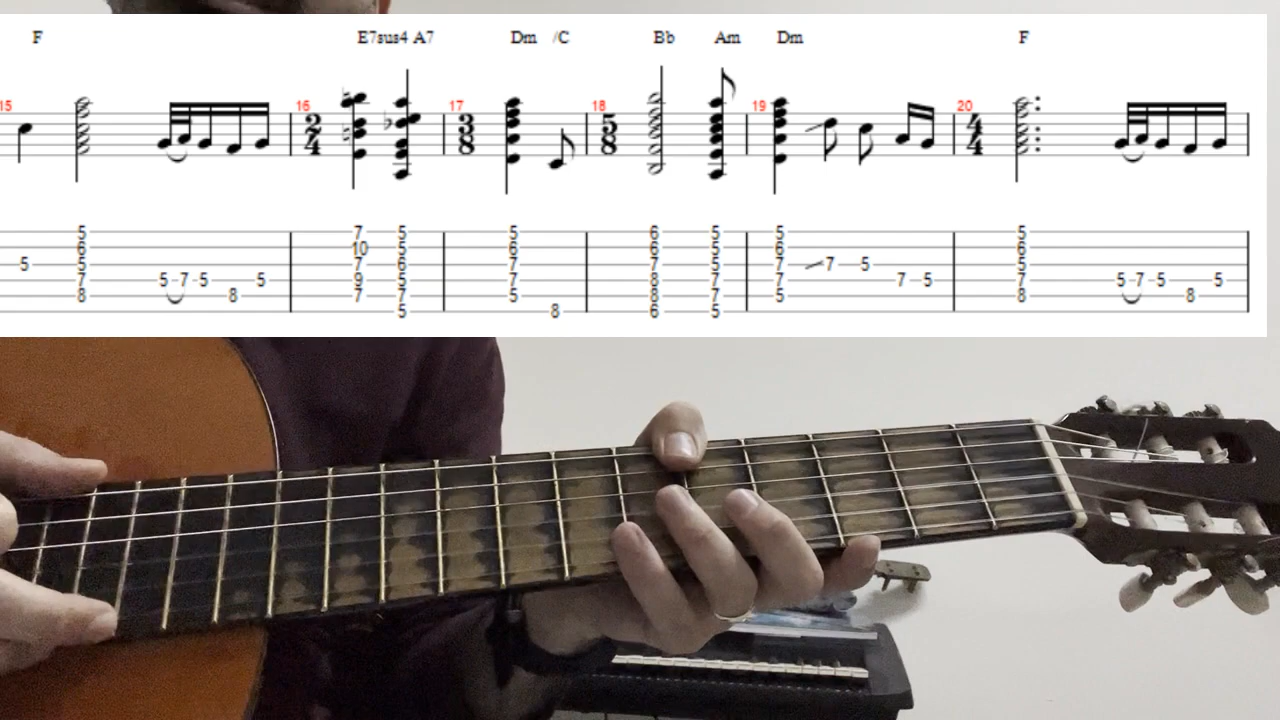 F E7sus4 A7 Dm /C Bb Am Dm F
15 16 17 18 19 20
2 3 5 4
4 8 8 4
5 7 5 5 6 5 5 5
6 10 5 6 6 5 6 6
5 5 7 6 7 7 5 7 7 5 5
7 5 7 5 5 9 5 7 8 7 7 7 5 7 5 7 5 5
8 8 7 7 5 8 7 5 8 8
5 8 6 5